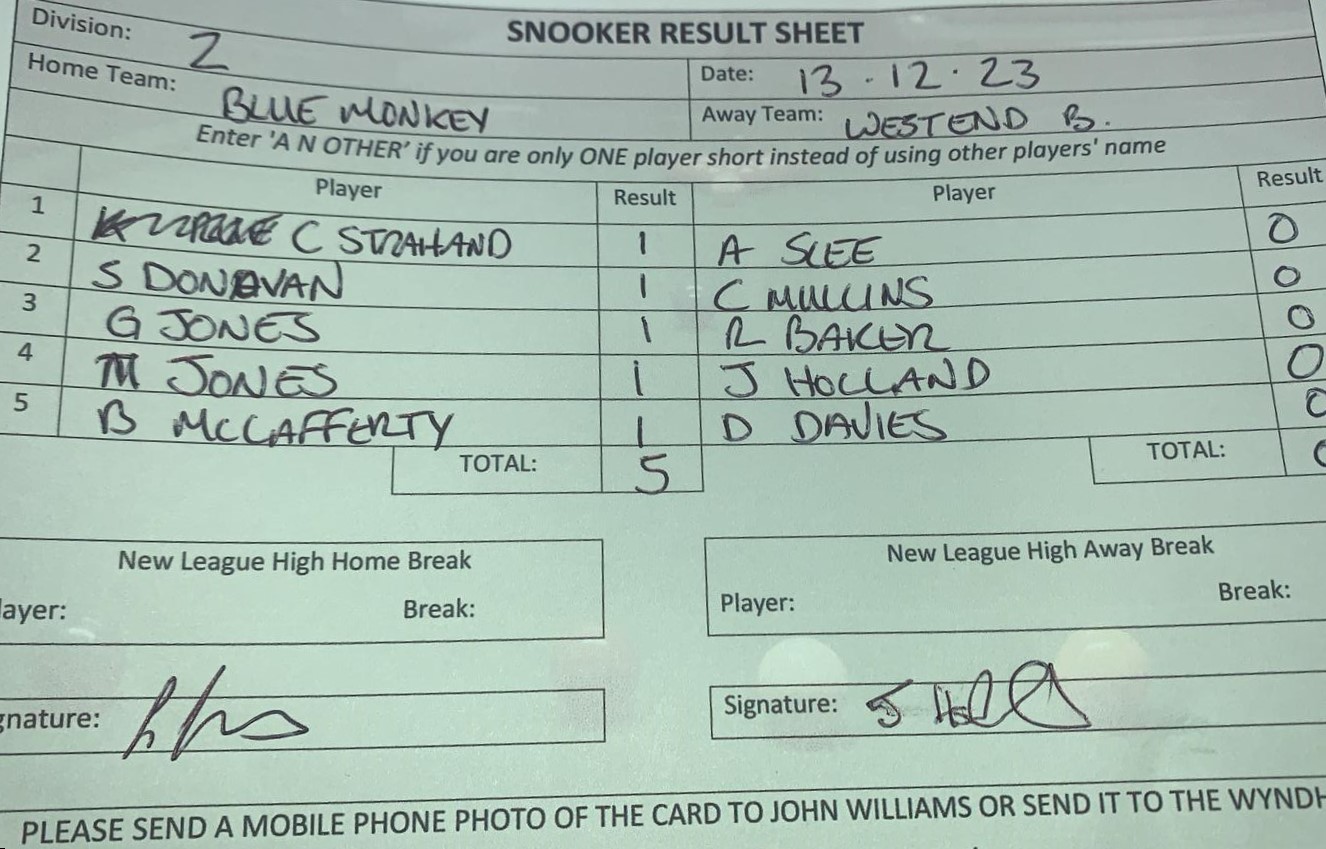 SNOOKER RESULT SHEET
Division: 2
Date: 13.12.23
Home Team: BLUE MONKEY
Away Team: WESTEND B.
Enter 'A N OTHER' if you are only ONE player short instead of using other players' name
Player Result Player Result
1 C STRAHAND 1 A SLEE 0
2 S DONAVAN 1 C MULLINS 0
3 G JONES 1 R BAKER 0
4 M JONES 1 J HOLLAND 0
5 B MCCAFFERTY 1 D DAVIES 0
TOTAL: 5 TOTAL: 0
New League High Home Break New League High Away Break
layer: Break: Player: Break:
gnature: Signature:
PLEASE SEND A MOBILE PHONE PHOTO OF THE CARD TO JOHN WILLIAMS OR SEND IT TO THE WYNDH